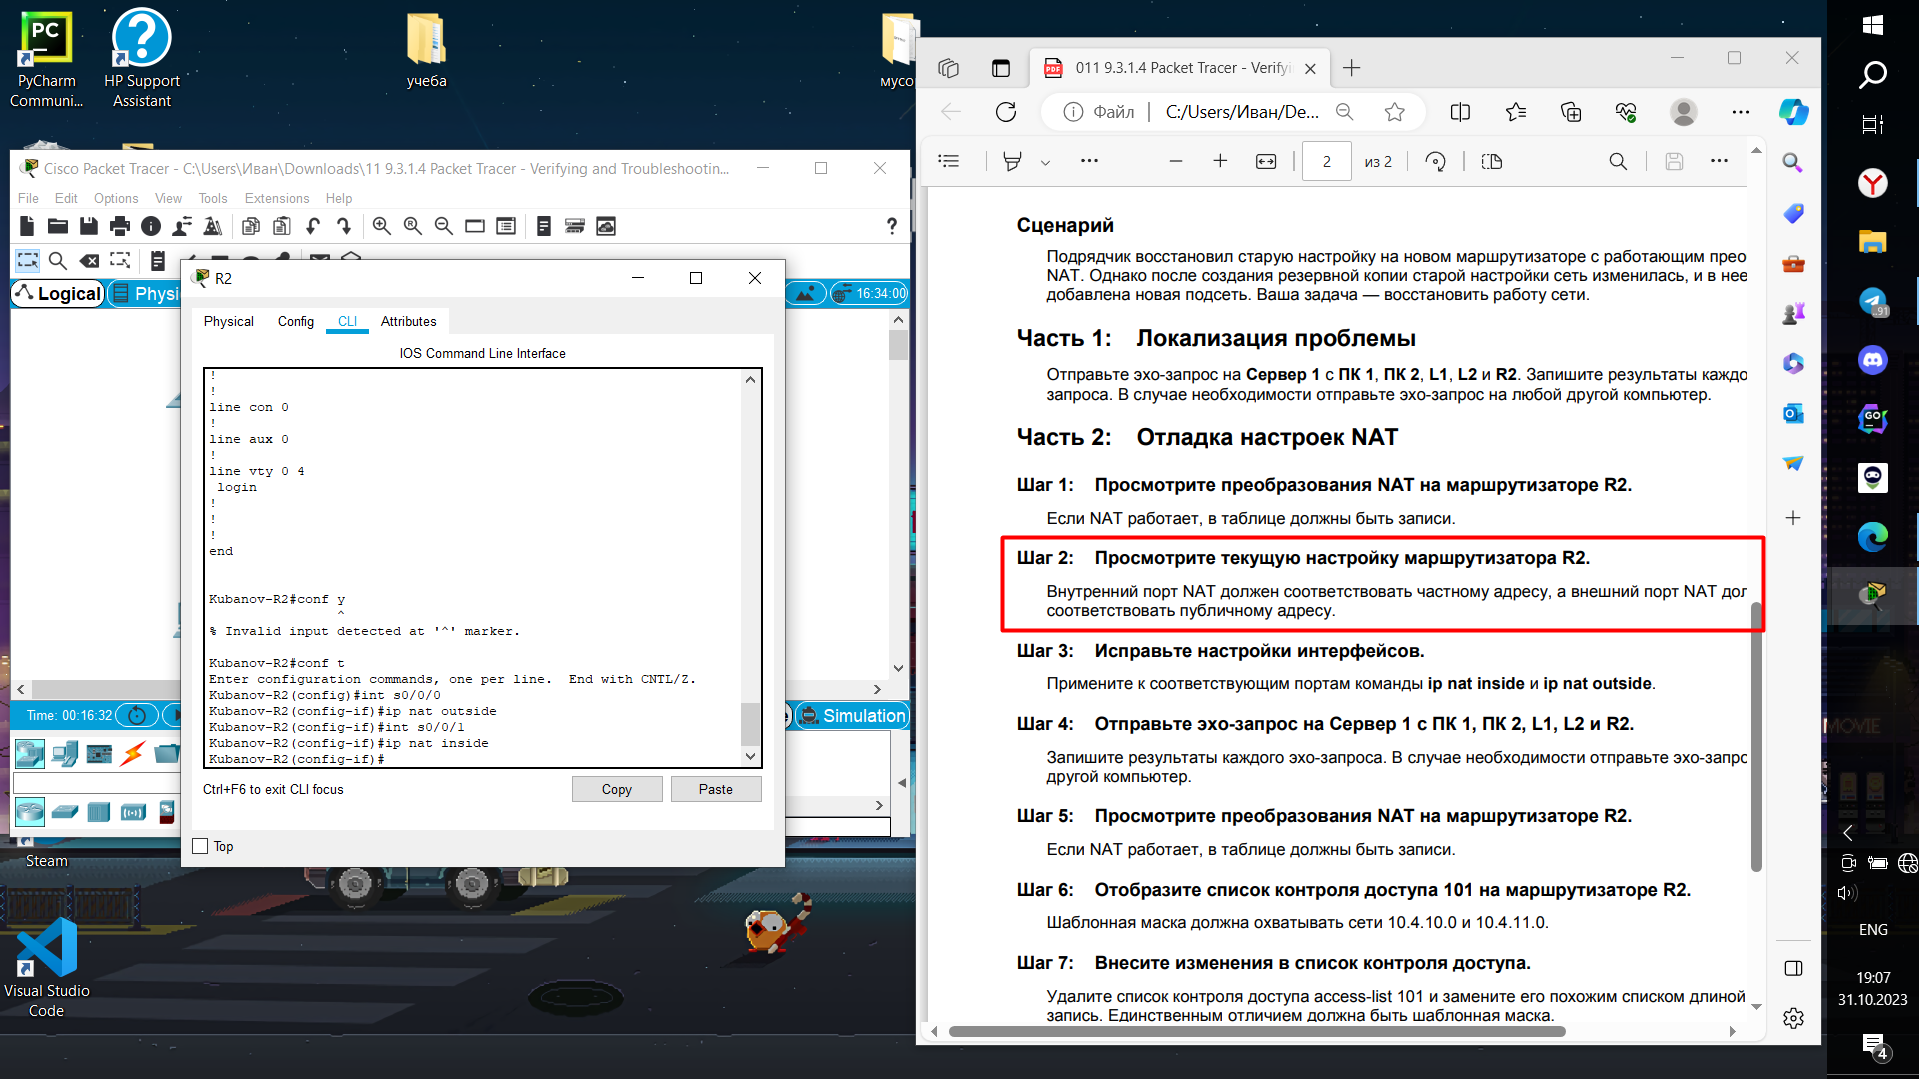 PyCharm
Communi...
HP Support
Assistant
учеба
мусор
Cisco Packet Tracer - C:\Users\Иван\Downloads\11 9.3.1.4 Packet Tracer - Verifying and Troubleshootin...
File Edit Options View Tools Extensions Help
Logical
Physi
16:34:00
R2
Physical Config CLI Attributes
IOS Command Line Interface
!
!
line con 0
!
line aux 0
!
line vty 0 4
login
!
!
!
end
Kubanov-R2#conf y
^
% Invalid input detected at '^' marker.
Kubanov-R2#conf t
Enter configuration commands, one per line. End with CNTL/Z.
Kubanov-R2(config)#int s0/0/0
Kubanov-R2(config-if)#ip nat outside
Kubanov-R2(config-if)#int s0/0/1
Kubanov-R2(config-if)#ip nat inside
Kubanov-R2(config-if)#
Ctrl+F6 to exit CLI focus
Copy
Paste
Top
Time: 00:16:32
Simulation
Steam
Visual Studio
Code
011 9.3.1.4 Packet Tracer - Verifyi
Файл
C:/Users/Иван/De...
2 из 2
Сценарий
Подрядчик восстановил старую настройку на новом маршрутизаторе с работающим прео
NAT. Однако после создания резервной копии старой настройки сеть изменилась, и в нее
добавлена новая подсеть. Ваша задача — восстановить работу сети.
Часть 1: Локализация проблемы
Отправьте эхо-запрос на Сервер 1 с ПК 1, ПК 2, L1, L2 и R2. Запишите результаты каждо
запроса. В случае необходимости отправьте эхо-запрос на любой другой компьютер.
Часть 2: Отладка настроек NAT
Шаг 1: Просмотрите преобразования NAT на маршрутизаторе R2.
Если NAT работает, в таблице должны быть записи.
Шаг 2: Просмотрите текущую настройку маршрутизатора R2.
Внутренний порт NAT должен соответствовать частному адресу, а внешний порт NAT дол
соответствовать публичному адресу.
Шаг 3: Исправьте настройки интерфейсов.
Примените к соответствующим портам команды ip nat inside и ip nat outside.
Шаг 4: Отправьте эхо-запрос на Сервер 1 с ПК 1, ПК 2, L1, L2 и R2.
Запишите результаты каждого эхо-запроса. В случае необходимости отправьте эхо-запро
другой компьютер.
Шаг 5: Просмотрите преобразования NAT на маршрутизаторе R2.
Если NAT работает, в таблице должны быть записи.
Шаг 6: Отобразите список контроля доступа 101 на маршрутизаторе R2.
Шаблонная маска должна охватывать сети 10.4.10.0 и 10.4.11.0.
Шаг 7: Внесите изменения в список контроля доступа.
Удалите список контроля доступа access-list 101 и замените его похожим списком длиной
запись. Единственным отличием должна быть шаблонная маска.
91
MOVIE
ENG
19:07
31.10.2023
4